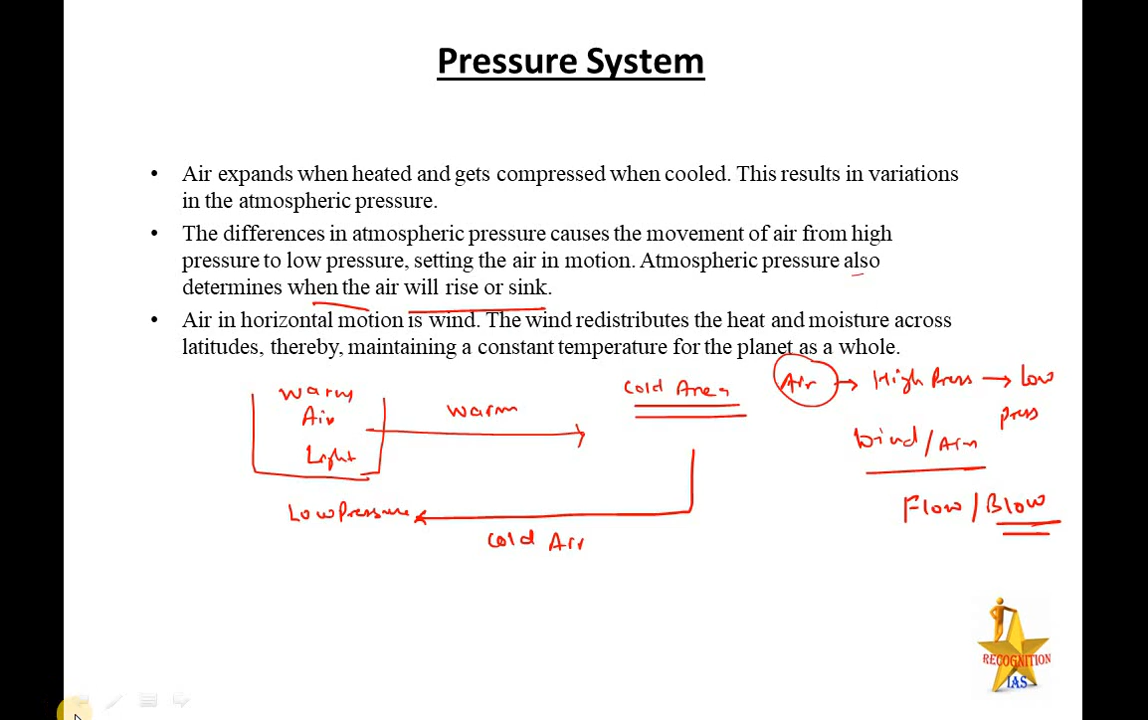 Pressure System
• Air expands when heated and gets compressed when cooled. This results in variations
in the atmospheric pressure.
• The differences in atmospheric pressure causes the movement of air from high
pressure to low pressure, setting the air in motion. Atmospheric pressure also
determines when the air will rise or sink.
• Air in horizontal motion is wind. The wind redistributes the heat and moisture across
latitudes, thereby, maintaining a constant temperature for the planet as a whole.
Air → High Press → Low
press
Warm
Air
Light
Warm
Cold Area
Wind / Air
Low Pressure
Cold Air
Flow / Blow
RECOGNITION
IAS